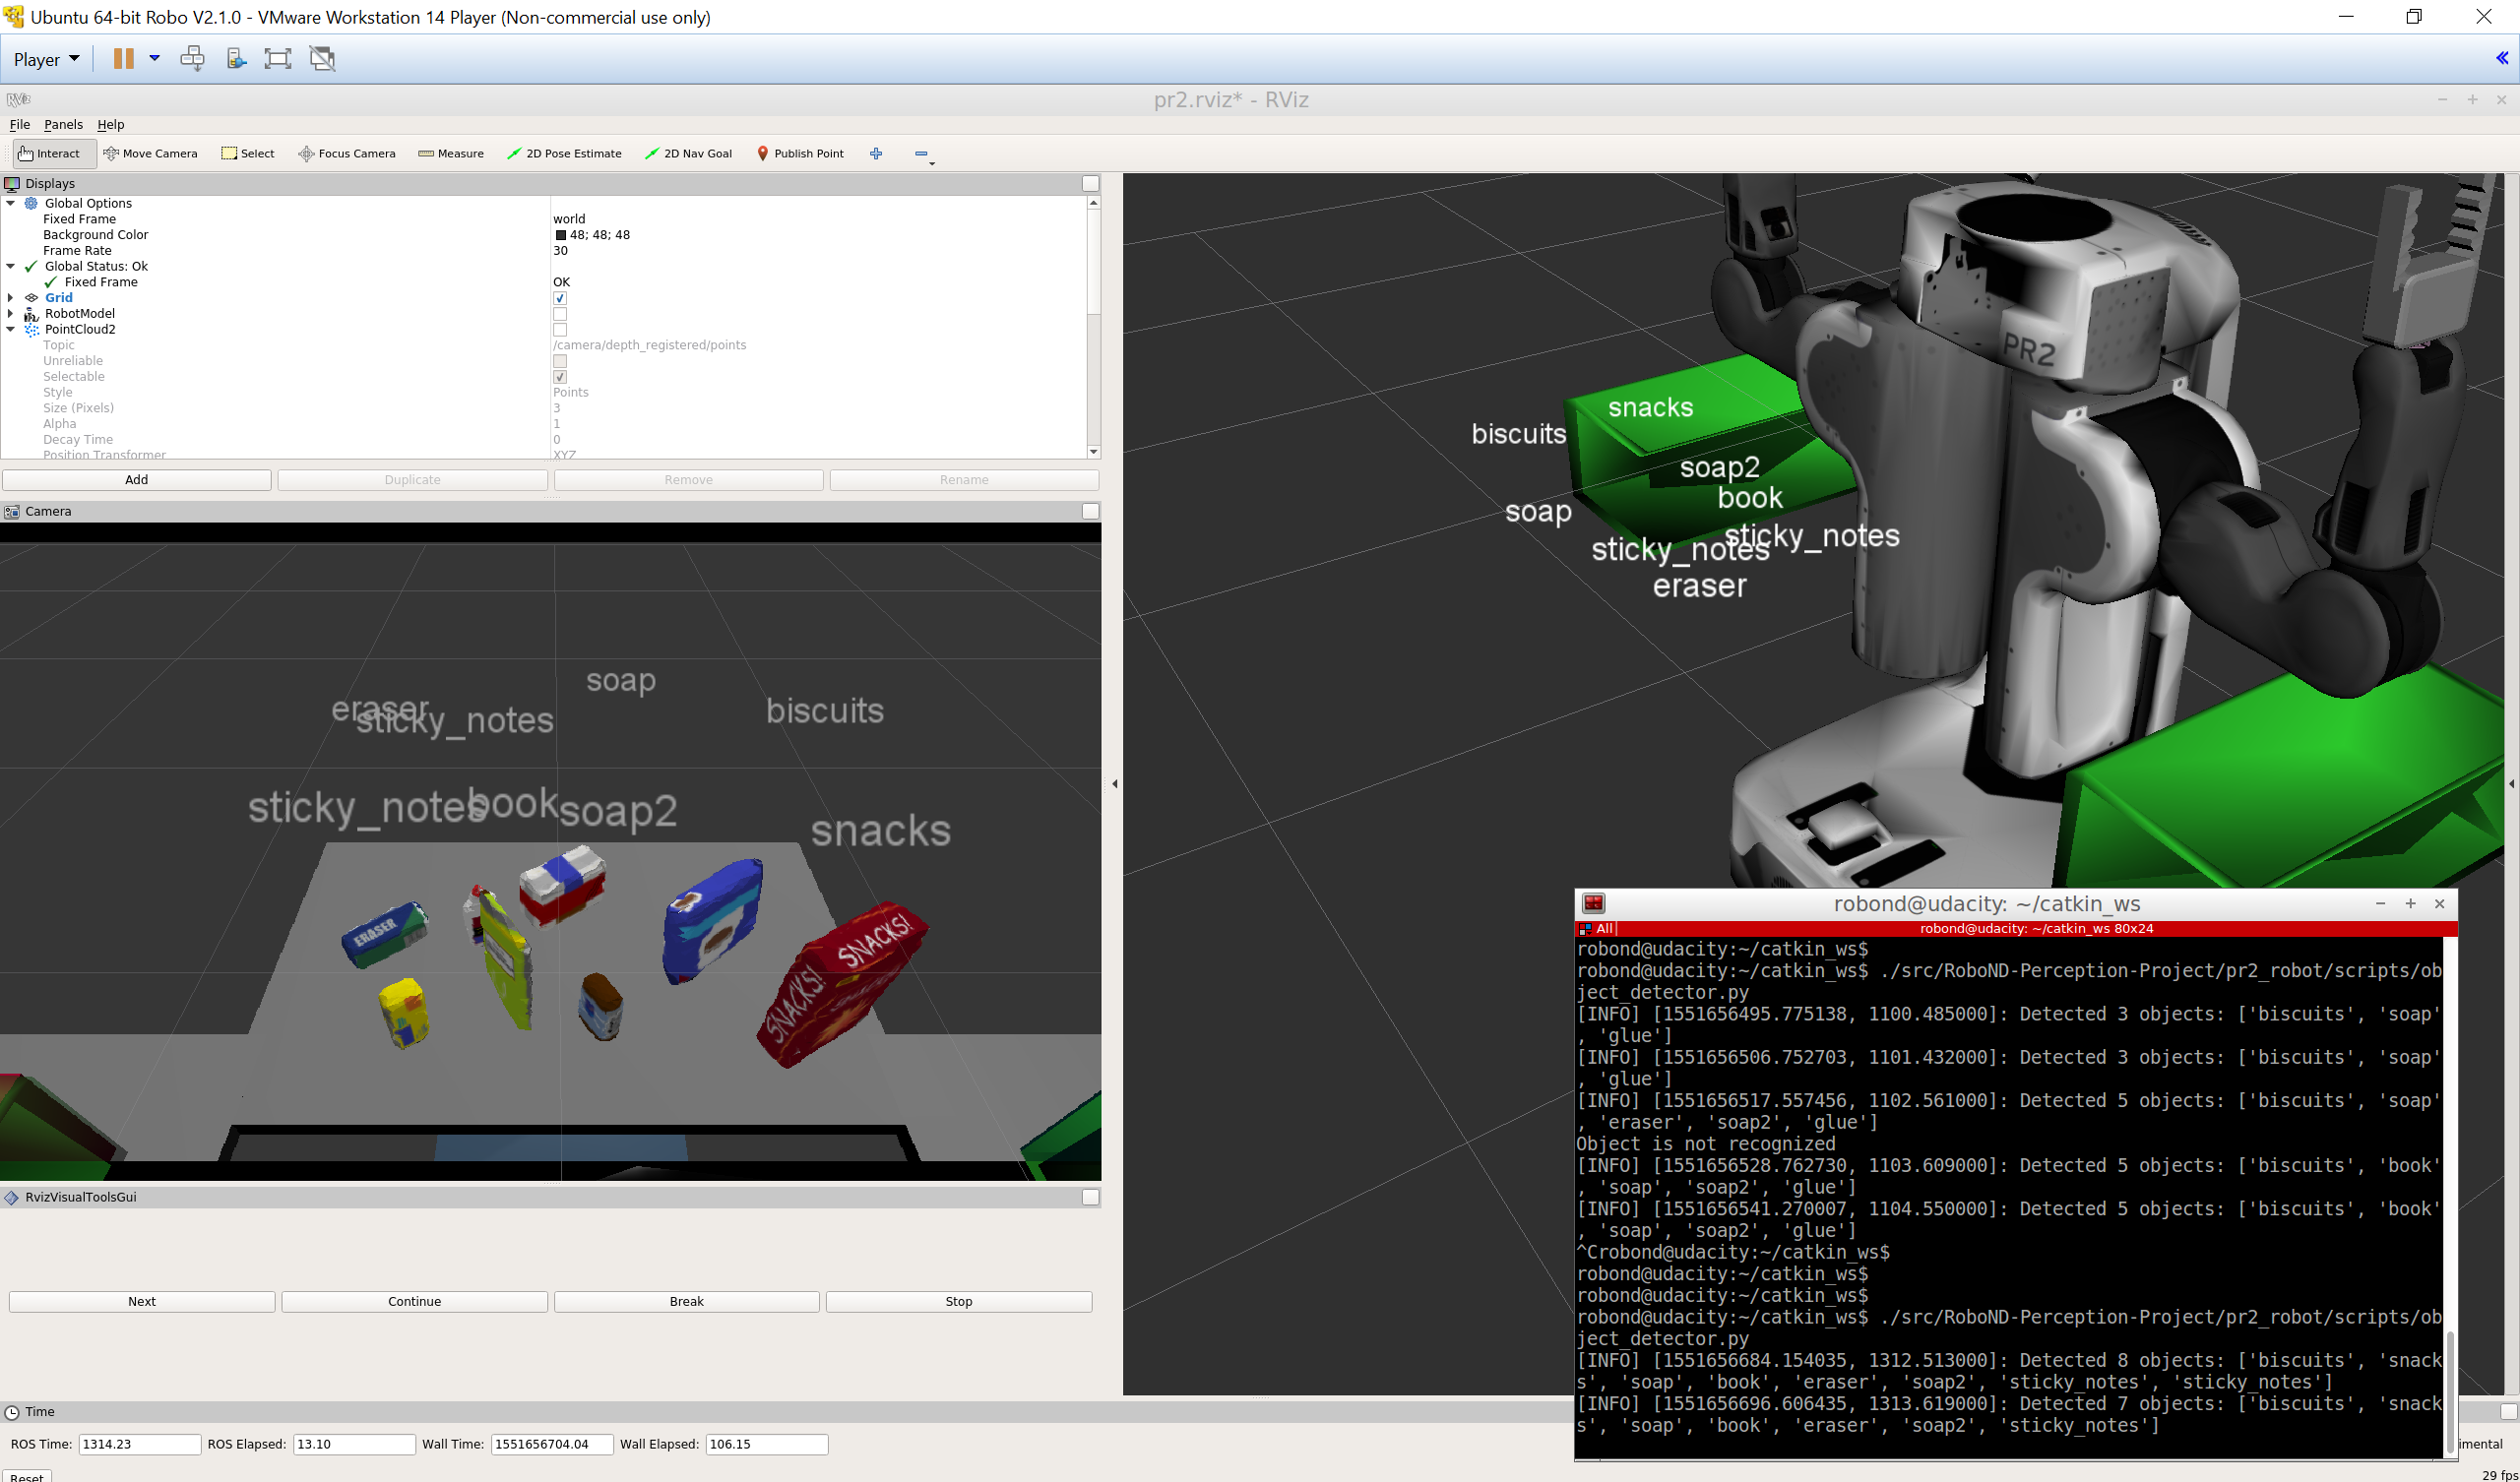 Ubuntu 64-bit Robo V2.1.0 - VMware Workstation 14 Player (Non-commercial use only)
Player
RViz
pr2.rviz* - RViz
File Panels Help
Interact Move Camera Select Focus Camera Measure 2D Pose Estimate 2D Nav Goal Publish Point
Displays
Global Options
Fixed Frame world
Background Color 48; 48; 48
Frame Rate 30
Global Status: Ok
Fixed Frame OK
Grid
RobotModel
PointCloud2
Topic /camera/depth_registered/points
Unreliable
Selectable
Style Points
Size (Pixels) 3
Alpha 1
Decay Time 0
Position Transformer XYZ
Add Duplicate Remove Rename
Camera
soap
eraser
sticky_notes
biscuits
sticky_notes
book
soap2
snacks
ERASER
SNACKS!
SNACKS!
RvizVisualToolsGui
Next Continue Break Stop
PR2
snacks
biscuits
soap2
book
soap
sticky_notes
sticky_notes
eraser
robond@udacity: ~/catkin_ws
All robond@udacity: ~/catkin_ws 80x24
robond@udacity:~/catkin_ws$
robond@udacity:~/catkin_ws$ ./src/RoboND-Perception-Project/pr2_robot/scripts/ob
ject_detector.py
[INFO] [1551656495.775138, 1100.485000]: Detected 3 objects: ['biscuits', 'soap'
, 'glue']
[INFO] [1551656506.752703, 1101.432000]: Detected 3 objects: ['biscuits', 'soap'
, 'glue']
[INFO] [1551656517.557456, 1102.561000]: Detected 5 objects: ['biscuits', 'soap'
, 'eraser', 'soap2', 'glue']
Object is not recognized
[INFO] [1551656528.762730, 1103.609000]: Detected 5 objects: ['biscuits', 'book'
, 'soap', 'soap2', 'glue']
[INFO] [1551656541.270007, 1104.550000]: Detected 5 objects: ['biscuits', 'book'
, 'soap', 'soap2', 'glue']
^Crobond@udacity:~/catkin_ws$
robond@udacity:~/catkin_ws$
robond@udacity:~/catkin_ws$
robond@udacity:~/catkin_ws$ ./src/RoboND-Perception-Project/pr2_robot/scripts/ob
ject_detector.py
[INFO] [1551656684.154035, 1312.513000]: Detected 8 objects: ['biscuits', 'snack
s', 'soap', 'book', 'eraser', 'soap2', 'sticky_notes', 'sticky_notes']
[INFO] [1551656696.606435, 1313.619000]: Detected 7 objects: ['biscuits', 'snack
s', 'soap', 'book', 'eraser', 'soap2', 'sticky_notes']
Time
ROS Time: 1314.23 ROS Elapsed: 13.10 Wall Time: 1551656704.04 Wall Elapsed: 106.15
imental
Reset
29 fps